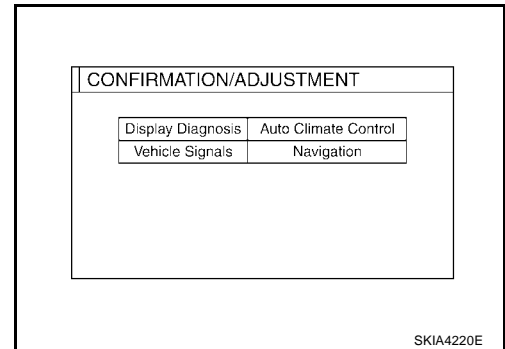 CONFIRMATION/ADJUSTMENT
Display Diagnosis Auto Climate Control
Vehicle Signals Navigation
SKIA4220E